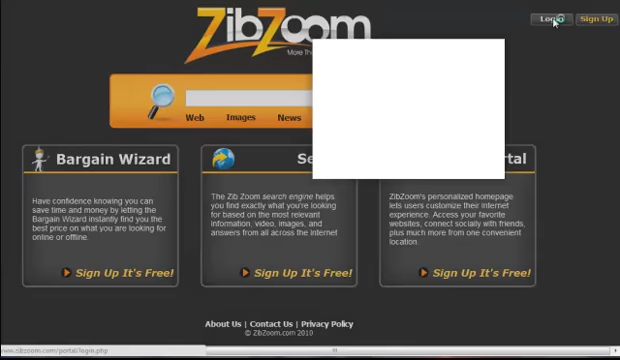 Login Sign Up
ZibZoom
More Th
Web Images News
Bargain Wizard
Have confidence knowing you can
save time and money by letting the
Bargain Wizard instantly find you the
best price on what you are looking for
online or offline.
Sign Up It's Free!
Se
The Zib Zoom search engine helps
you find exactly what you're looking
for based on the most relevant
information, video, images, and
answers from all across the internet
Sign Up It's Free!
rtal
ZibZoom's personalized homepage
lets users customize their internet
experience. Access your favorite
websites, connect socially with friends,
plus much more from one convenient
location.
Sign Up It's Free!
About Us | Contact Us | Privacy Policy
© ZibZoom.com 2010
www.zibzoom.com/portal/login.php